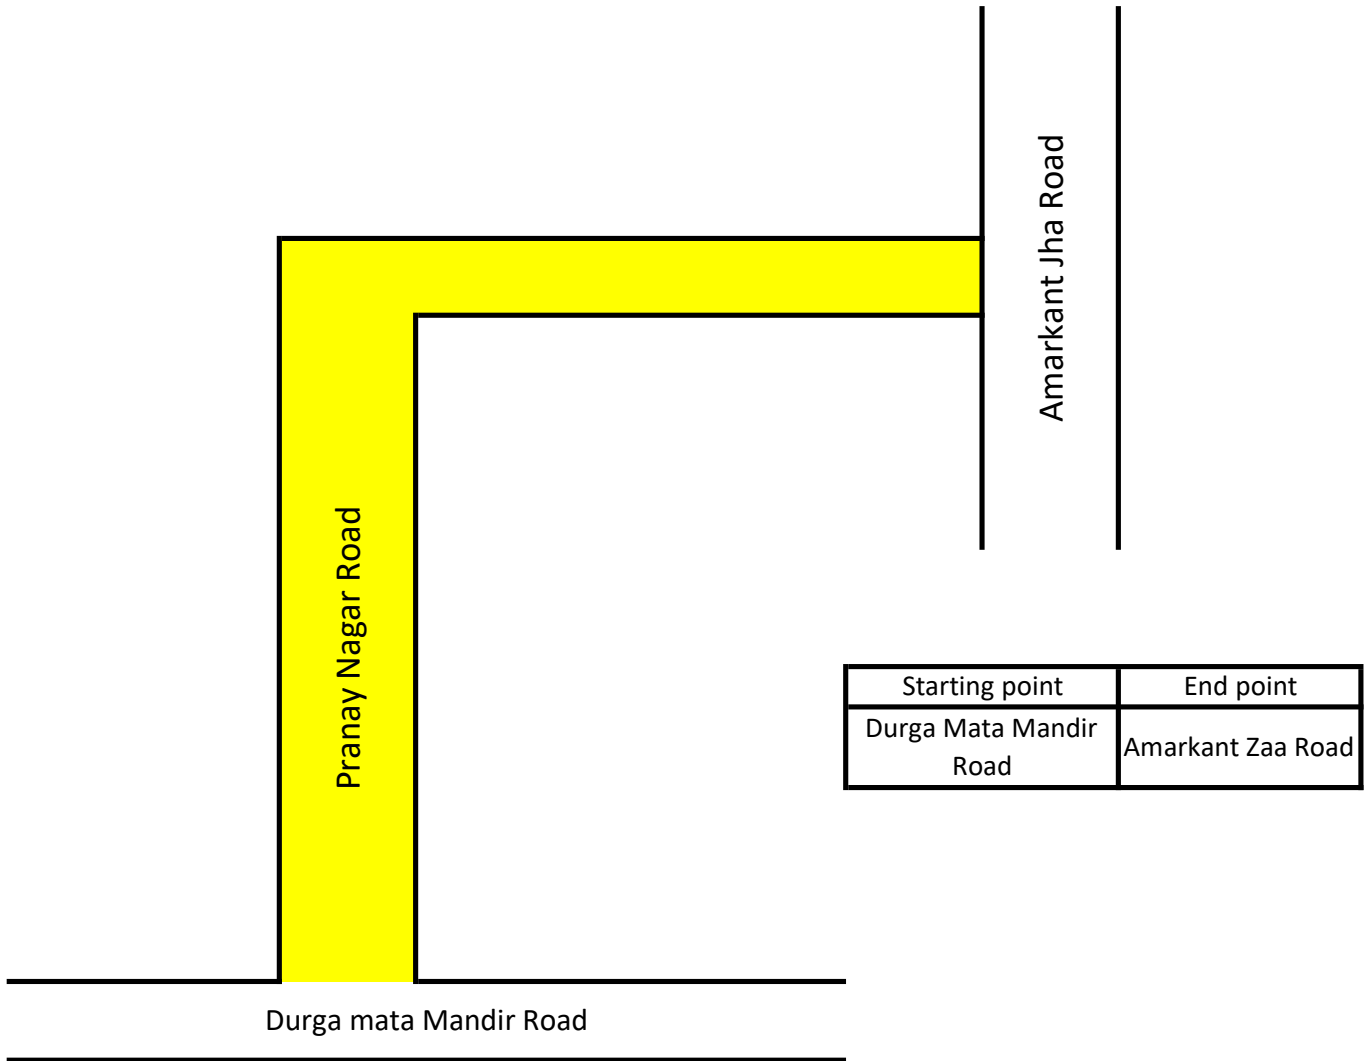 Amarkant Jha Road
Pranay Nagar Road
Starting point
End point
Durga Mata Mandir
Road
Amarkant Zaa Road
Durga mata Mandir Road